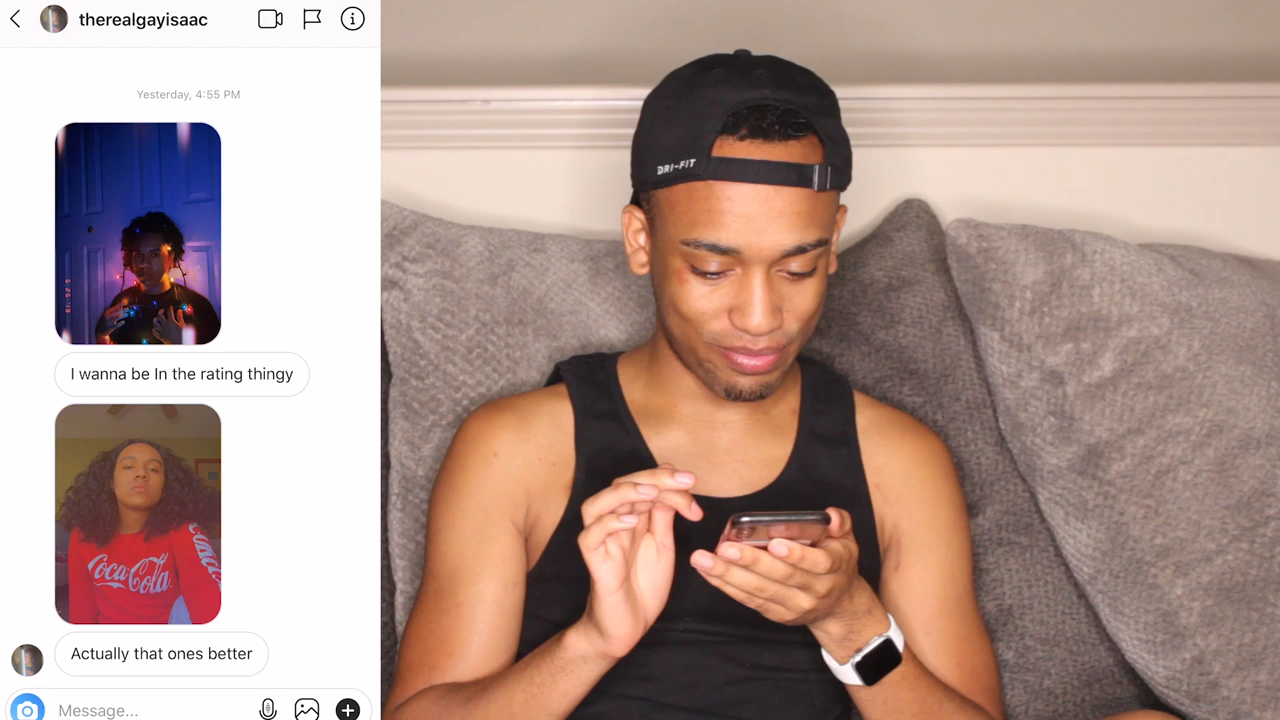 therealgayisaac
Yesterday, 4:55 PM
I wanna be In the rating thingy
Coca-Cola
Actually that ones better
Message...
DRI-FIT